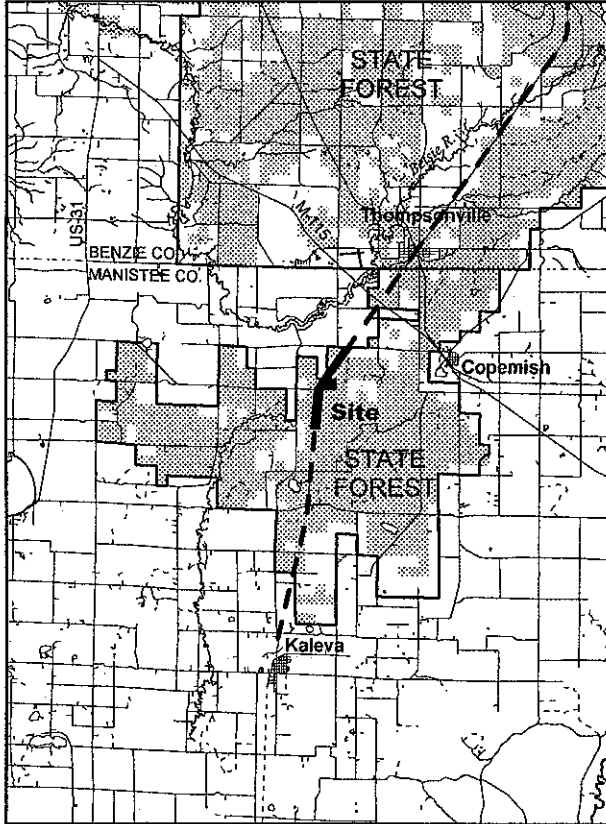 STATE
FOREST
Betsie R.
Thompsonville
M-115
US-31
BENZIE CO.
MANISTEE CO.
Copemish
Site
STATE
FOREST
Kaleva